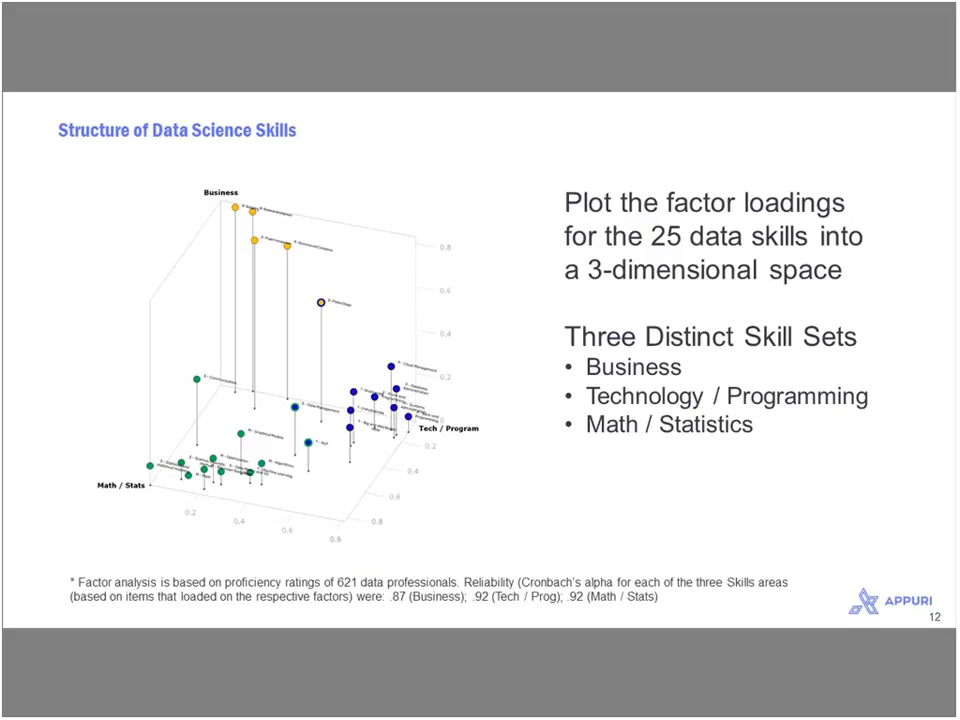 Structure of Data Science Skills
Business
Plot the factor loadings
for the 25 data skills into
a 3-dimensional space
Three Distinct Skill Sets
• Business
• Technology / Programming
• Math / Statistics
0.8
0.6
0.4
0.2
0
Tech / Program
0.2
0.4
0.6
0.8
Math / Stats
0.2
0.4
0.6
0.8
* Factor analysis is based on proficiency ratings of 621 data professionals. Reliability (Cronbach's alpha for each of the three Skills areas
(based on items that loaded on the respective factors) were: .87 (Business); .92 (Tech / Prog); .92 (Math / Stats)
APPURI
12